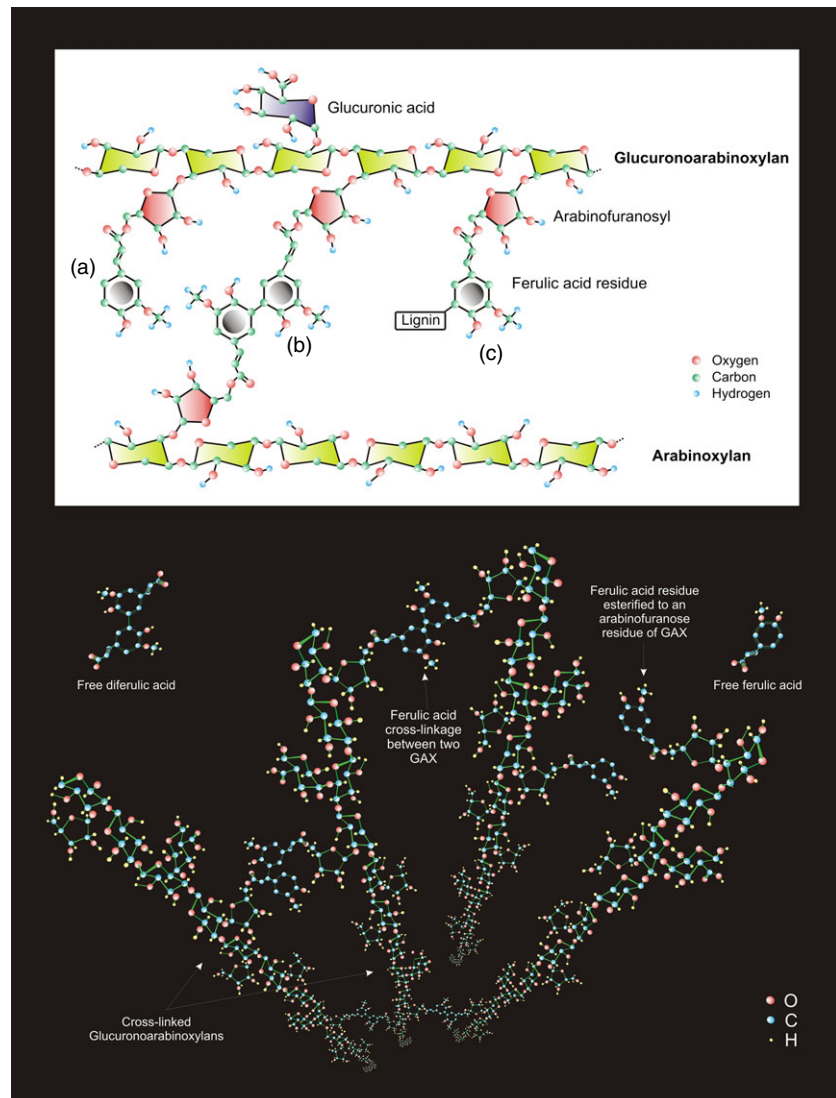 Glucuronic acid
Glucuronoarabinoxylan
Arabinofuranosyl
(a)
Ferulic acid residue
Lignin
(b)
(c)
Oxygen
Carbon
Hydrogen
Arabinoxylan
Free diferulic acid
Ferulic acid
cross-linkage
between two
GAX
Ferulic acid residue
esterified to an
arabinofuranose
residue of GAX
Free ferulic acid
Cross-linked
Glucuronoarabinoxylans
O
C
H